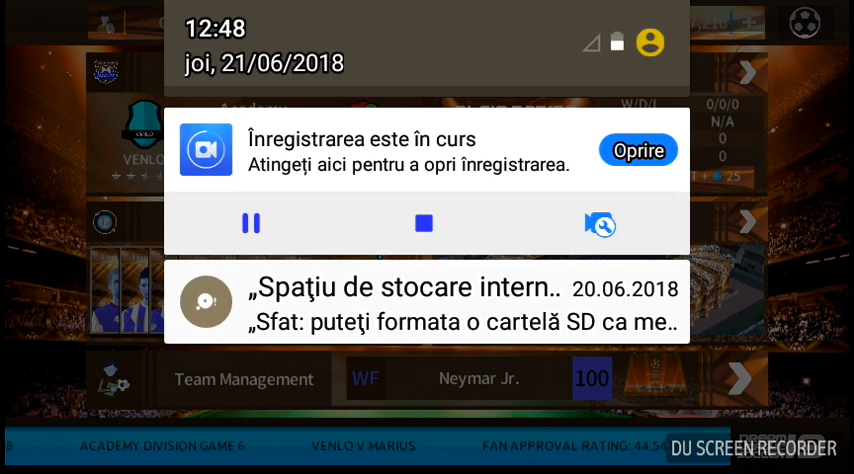 12:48
joi, 21/06/2018
Academy
W/D/L
0/0/0
N/A
0
0
VENLO
VENLO
25
Înregistrarea este în curs
Atingeți aici pentru a opri înregistrarea.
Oprire
„Spaţiu de stocare intern..
20.06.2018
„Sfat: puteţi formata o cartelă SD ca me..
Team Management
WF
Neymar Jr.
100
8
ACADEMY DIVISION GAME 6
VENLO V MARIUS
FAN APPROVAL RATING: 44.54
DU SCREEN RECORDER